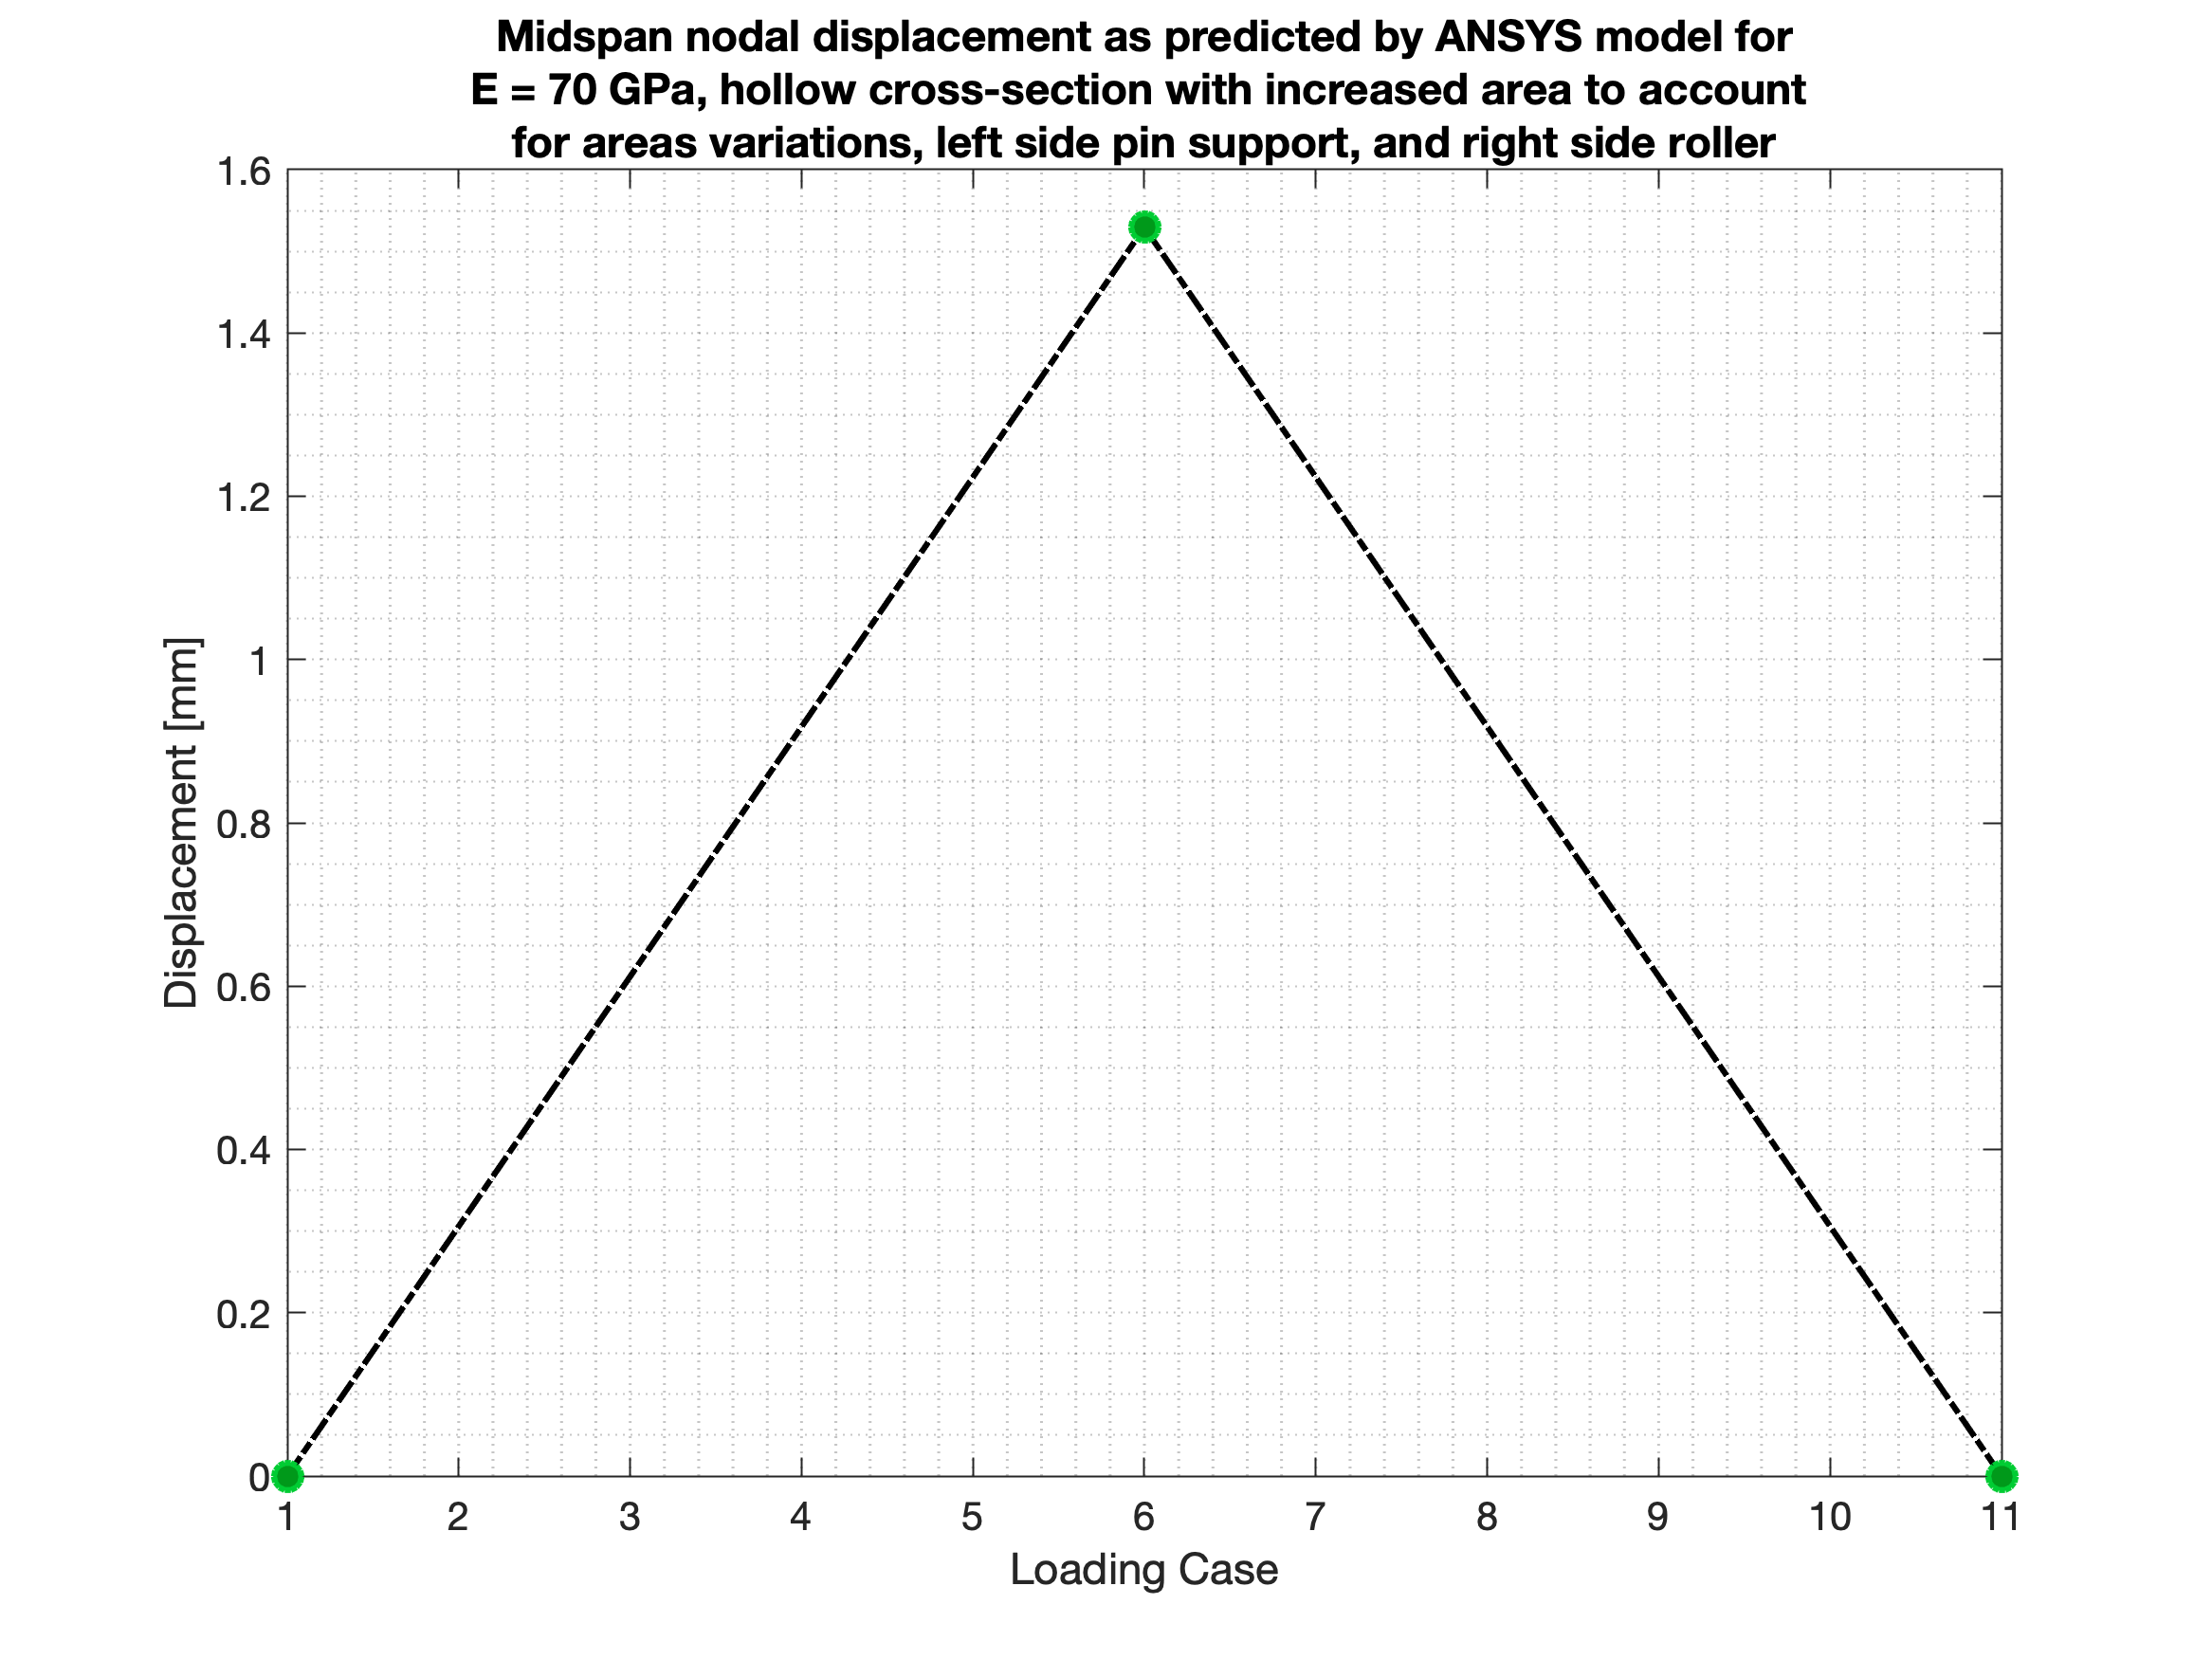 Midspan nodal displacement as predicted by ANSYS model for
E = 70 GPa, hollow cross-section with increased area to account
for areas variations, left side pin support, and right side roller
1.6
1.4
1.2
1
0.8
0.6
0.4
0.2
0
Displacement [mm]
1 2 3 4 5 6 7 8 9 10 11
Loading Case